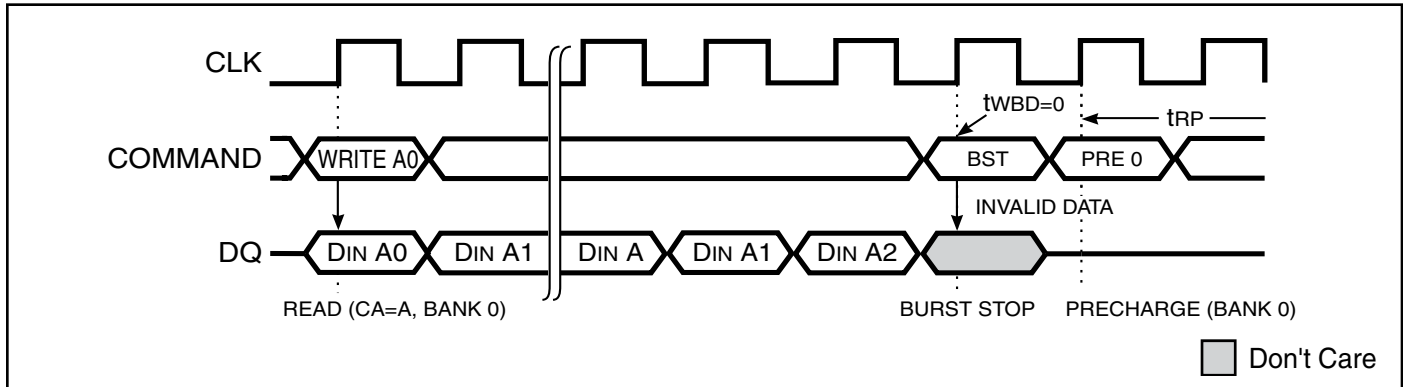 CLK
tWBD=0
tRP
COMMAND WRITE A0 BST PRE 0
INVALID DATA
DQ DIN A0 DIN A1 DIN A DIN A1 DIN A2
READ (CA=A, BANK 0) BURST STOP PRECHARGE (BANK 0)
Don't Care